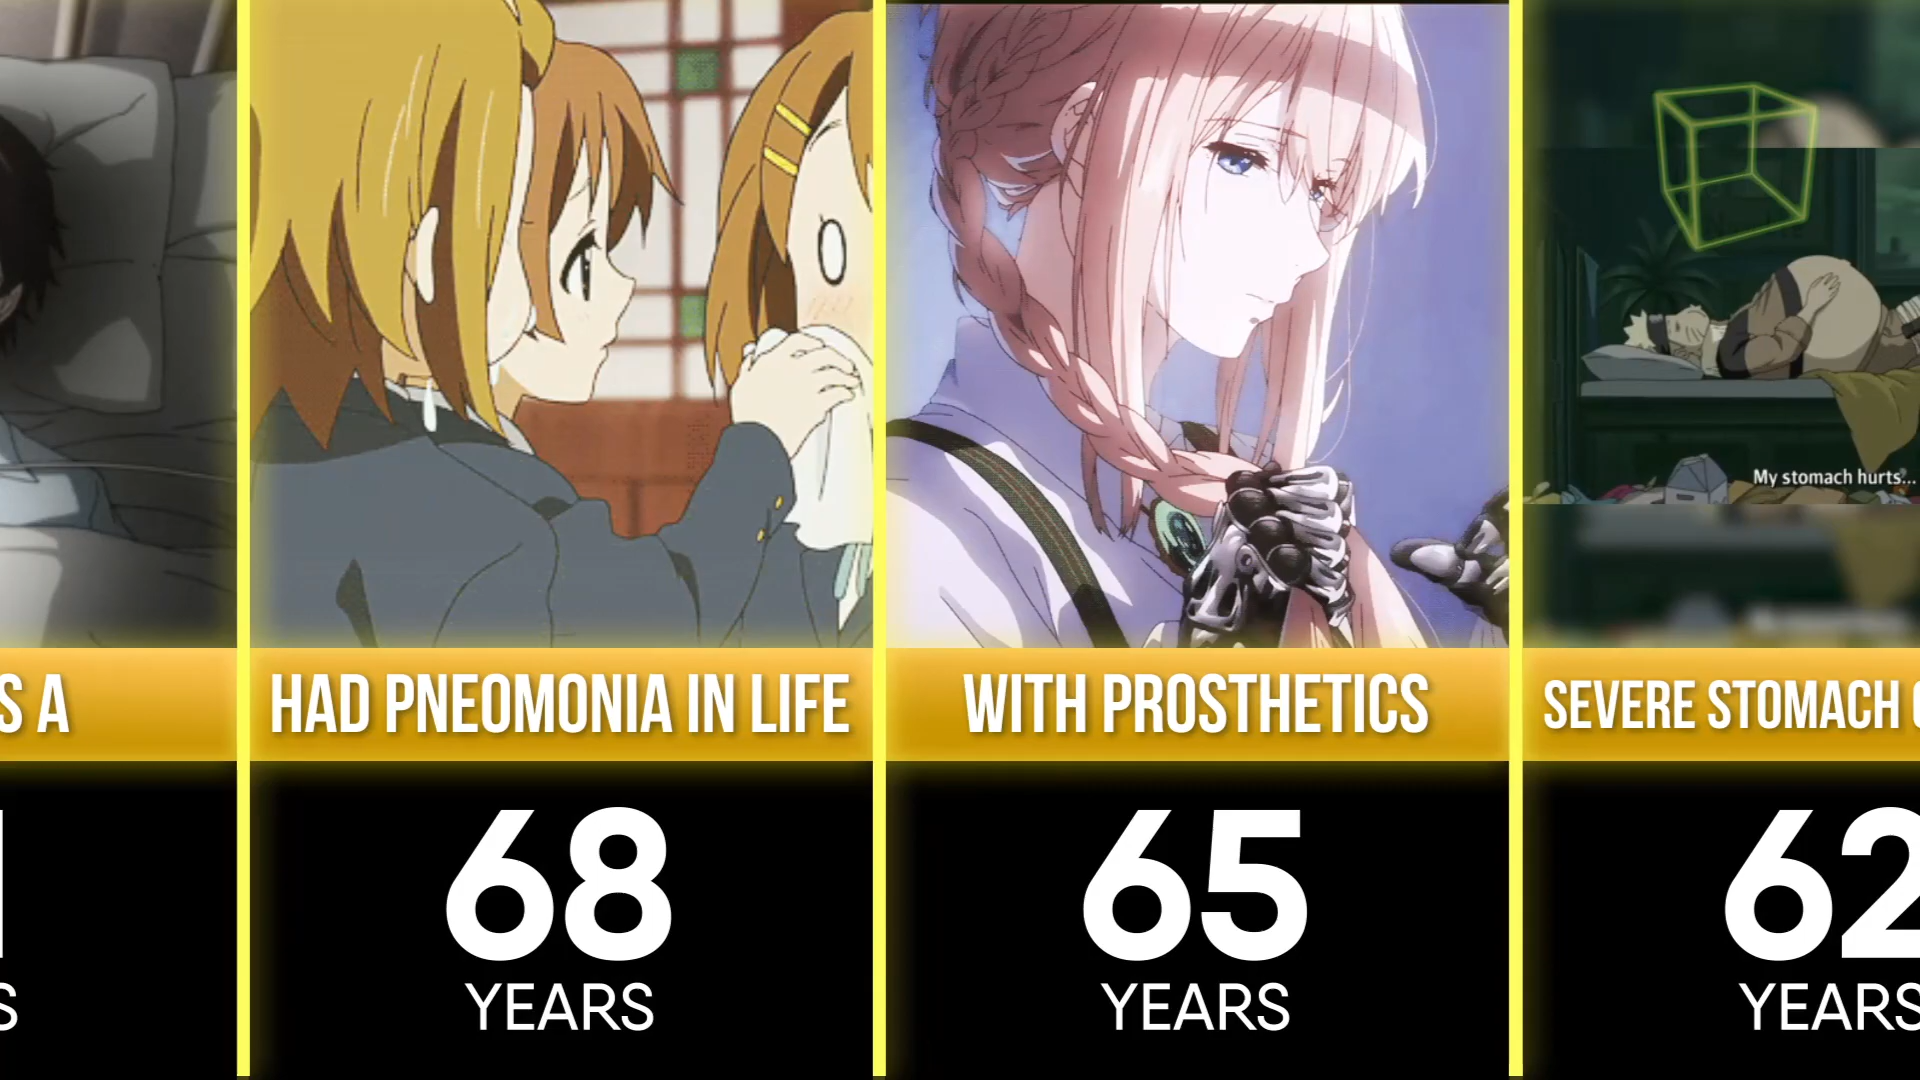 S A
HAD PNEOMONIA IN LIFE
WITH PROSTHETICS
My stomach hurts...
SEVERE STOMACH
68
YEARS
65
YEARS
62
YEARS